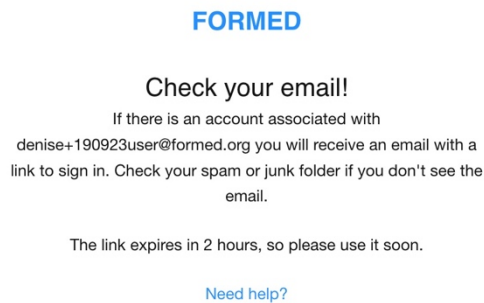 FORMED
Check your email!
If there is an account associated with
denise+190923user@formed.org you will receive an email with a
link to sign in. Check your spam or junk folder if you don't see the
email.
The link expires in 2 hours, so please use it soon.
Need help?